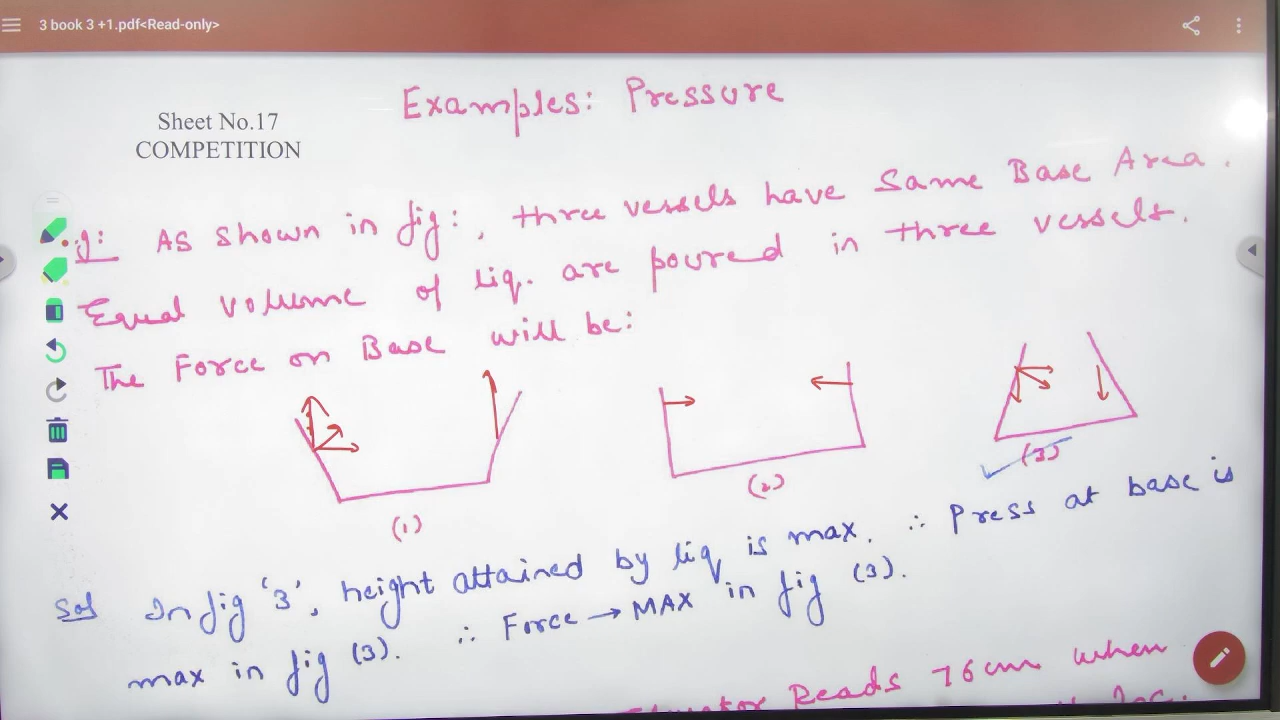 3 book 3 +1.pdf<Read-only>
Examples: Pressure
Sheet No.17
COMPETITION
g: As shown in fig:, three vessels have Same Base Area.
Equal volume of liq. are poured in three vessels.
The Force on Base will be:
(1) (2) (3)
Sol In fig '3', height attained by liq is max. ∴ Press at base is
max in fig (3). ∴ Force → MAX in fig (3).
Reads 76cm when